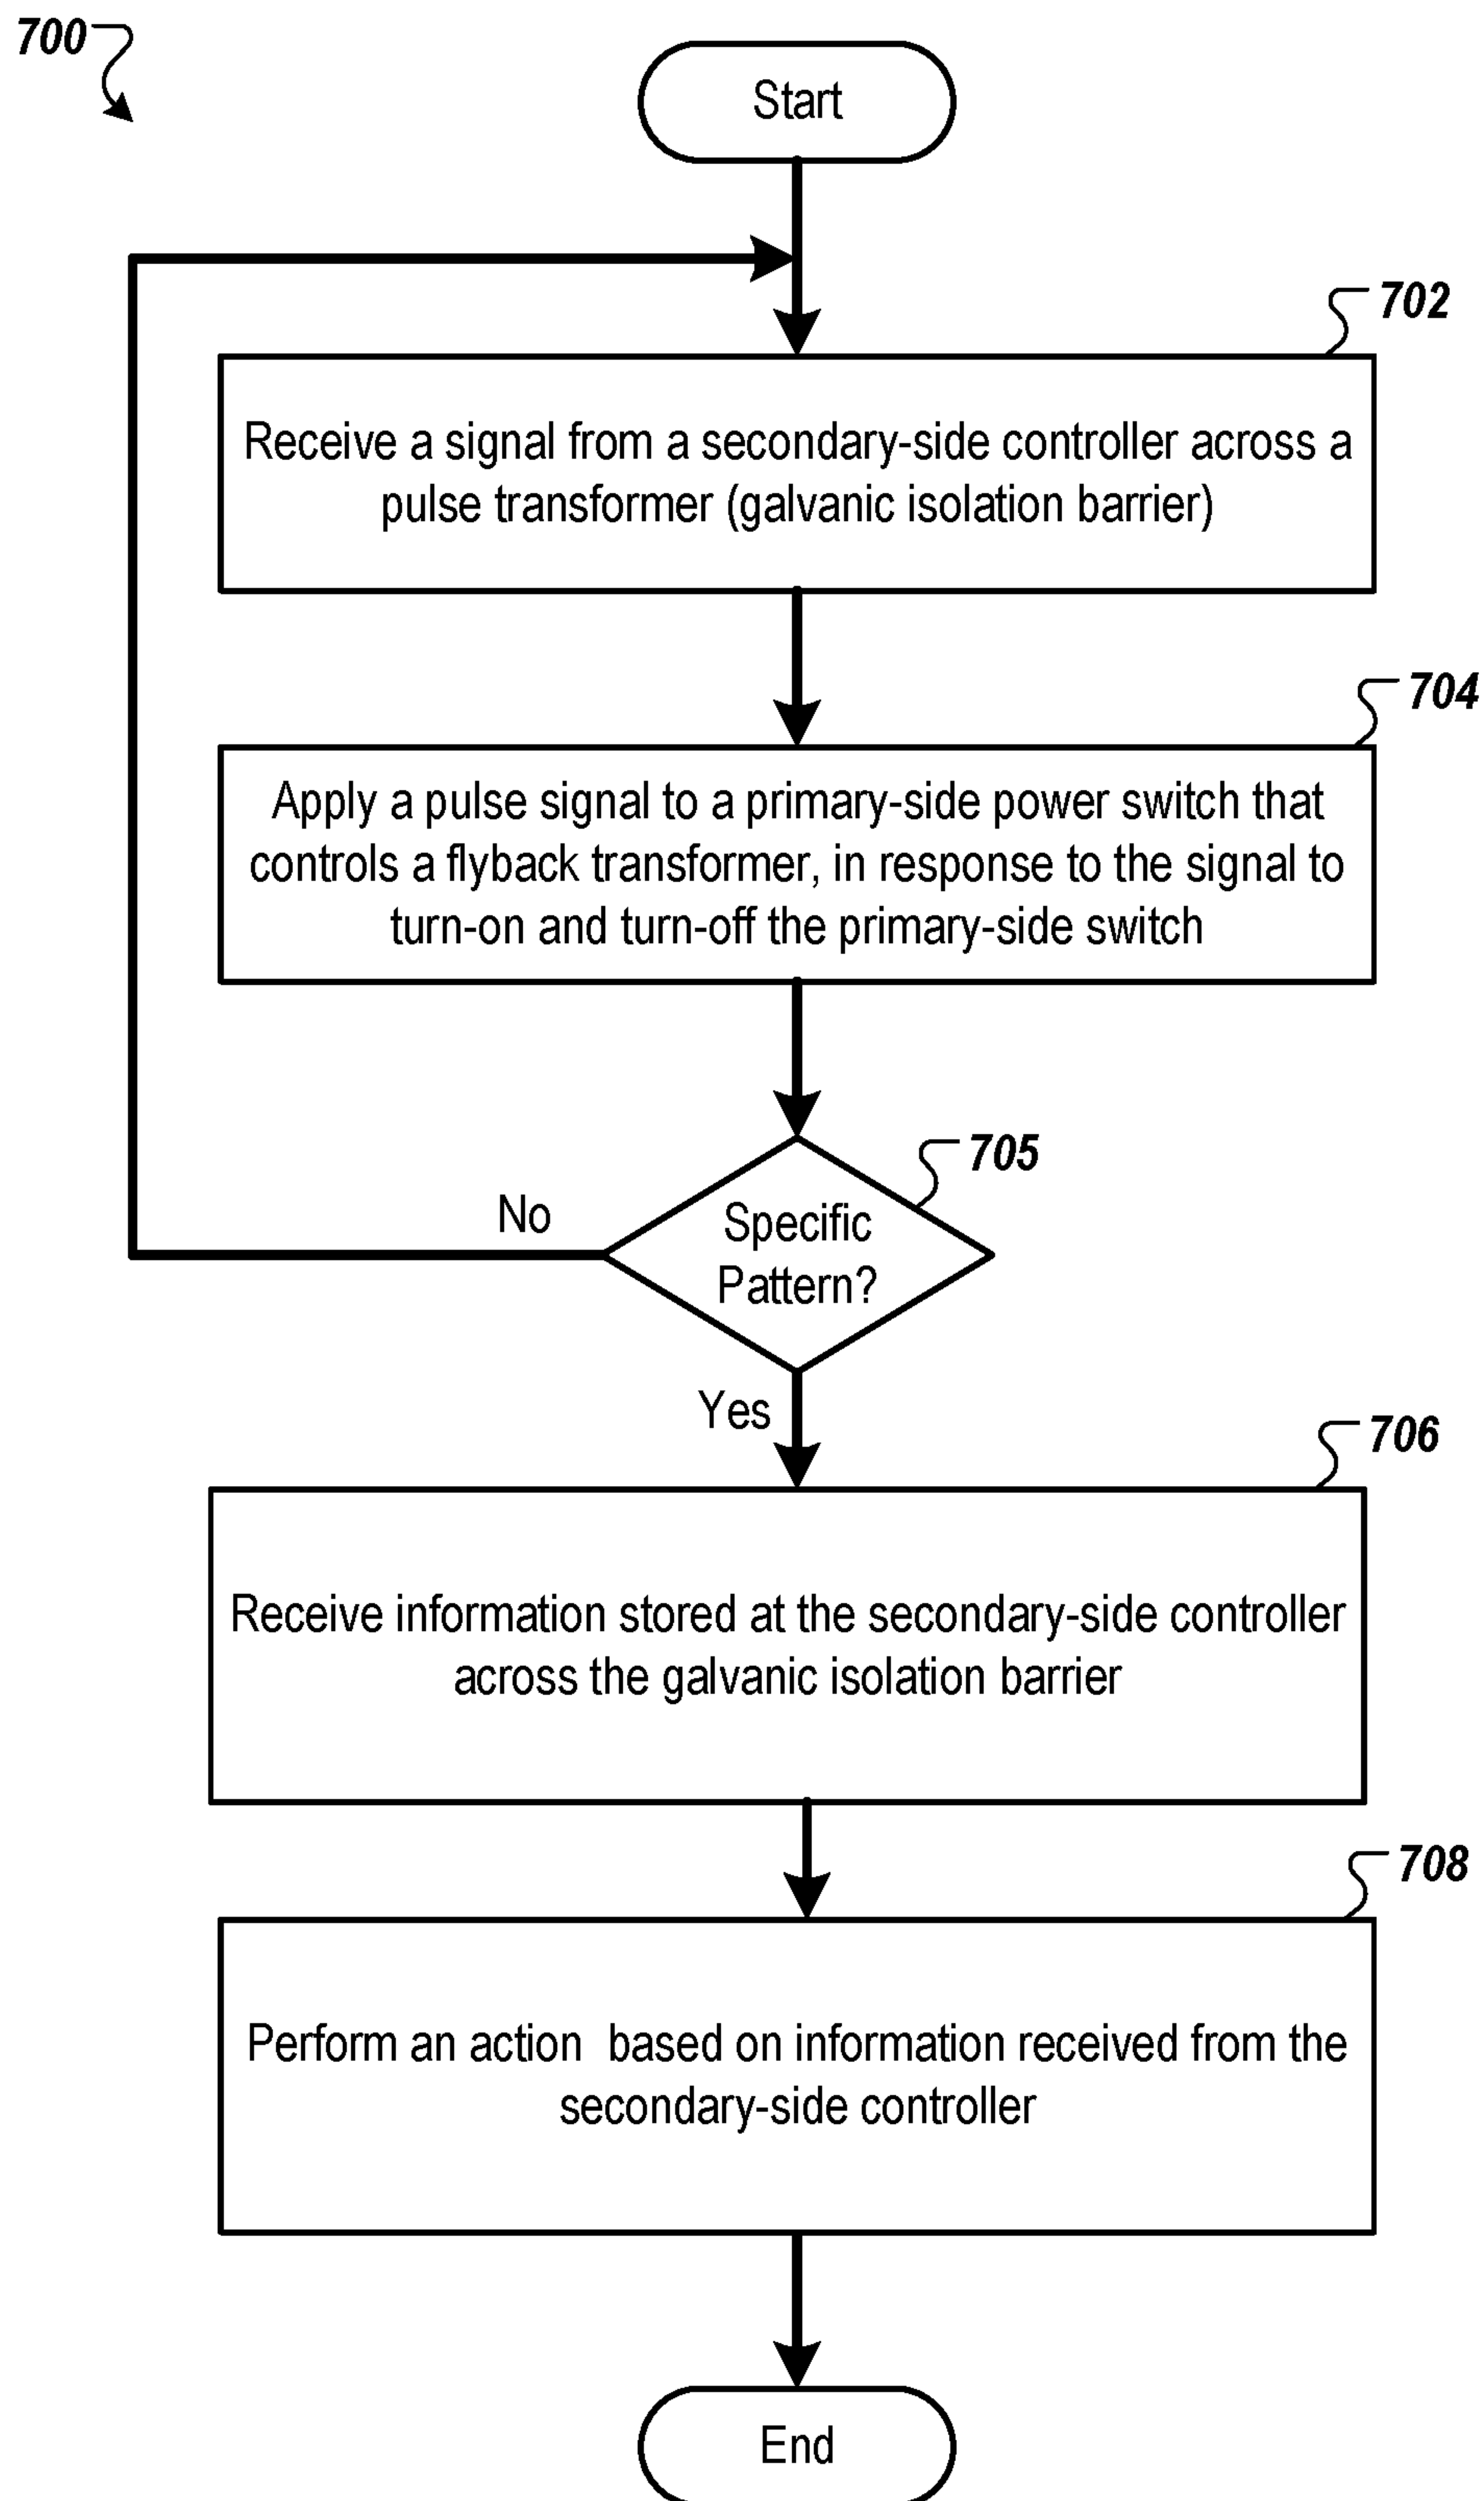 700
Start
702
Receive a signal from a secondary-side controller across a
pulse transformer (galvanic isolation barrier)
704
Apply a pulse signal to a primary-side power switch that
controls a flyback transformer, in response to the signal to
turn-on and turn-off the primary-side switch
705
No
Specific
Pattern?
Yes
706
Receive information stored at the secondary-side controller
across the galvanic isolation barrier
708
Perform an action based on information received from the
secondary-side controller
End